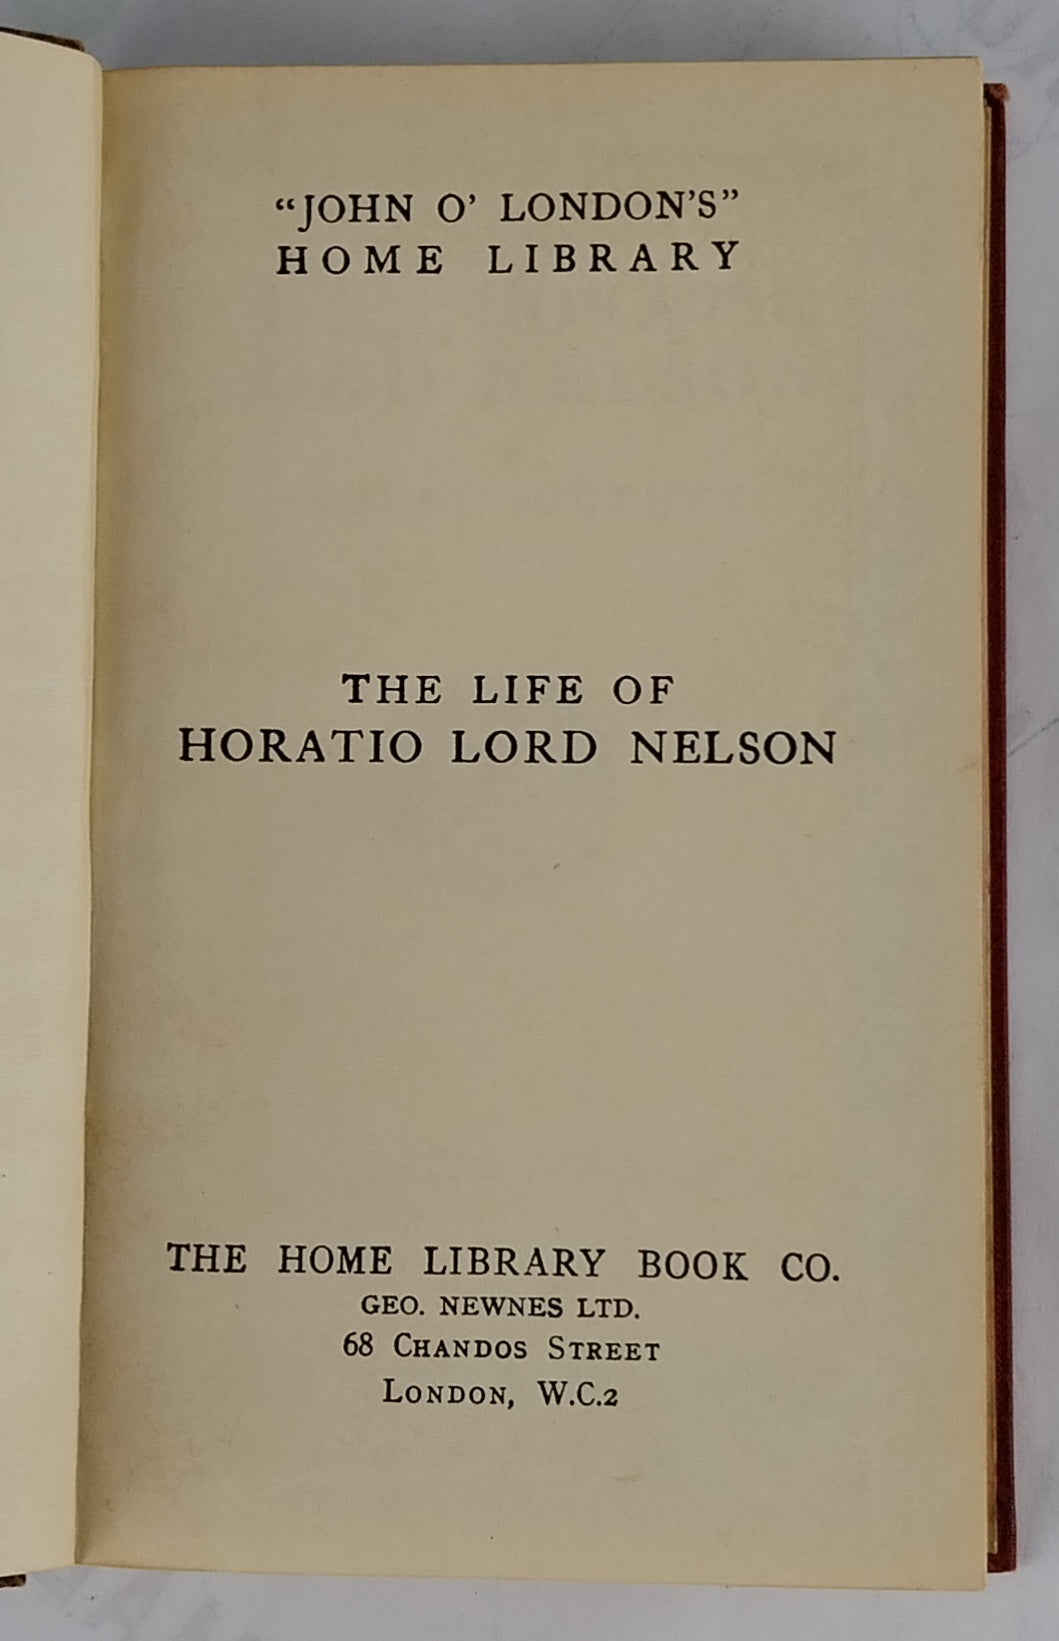 “JOHN O’ LONDON’S”
HOME LIBRARY
THE LIFE OF
HORATIO LORD NELSON
THE HOME LIBRARY BOOK CO.
GEO. NEWNES LTD.
68 CHANDOS STREET
LONDON, W.C.2